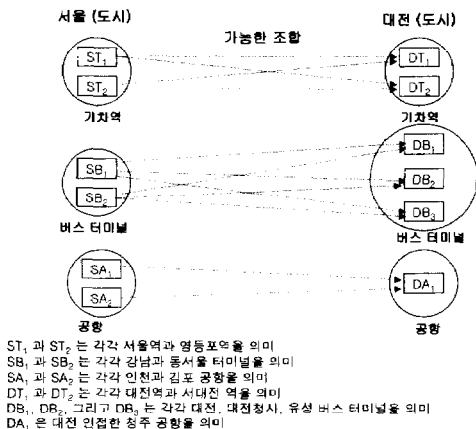 서울 (도시)
가능한 조합
대전 (도시)
ST₁
ST₂
기차역
DT₁
DT₂
기차역
SB₁
SB₂
버스 터미널
DB₁
DB₂
DB₃
버스 터미널
SA₁
SA₂
공항
DA₁
공항
ST₁ 과 ST₂ 는 각각 서울역과 영등포역을 의미
SB₁ 과 SB₂ 는 각각 강남과 동서울 터미널을 의미
SA₁ 과 SA₂ 는 각각 인천과 김포 공항을 의미
DT₁ 과 DT₂ 는 각각 대전역과 서대전 역을 의미
DB₁, DB₂, 그리고 DB₃ 는 각각 대전, 대전청사, 유성 버스 터미널을 의미
DA₁ 은 대전 인접한 청주 공항을 의미